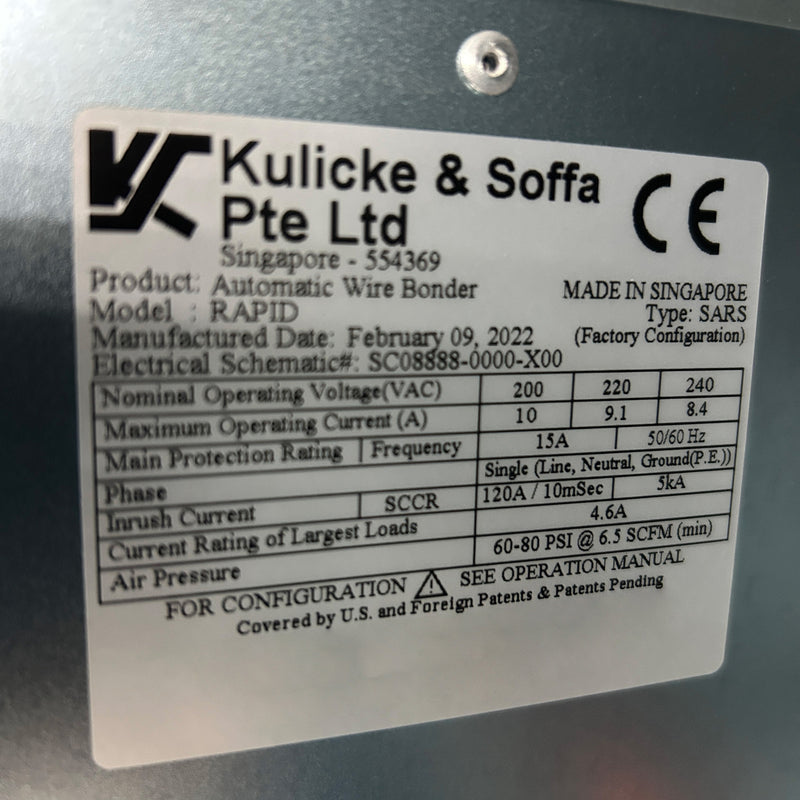 Kulicke & Soffa
Pte Ltd
Singapore - 554369
CE
Product: Automatic Wire Bonder
MADE IN SINGAPORE
Model : RAPID
Type: SARS
Manufactured Date: February 09, 2022
(Factory Configuration)
Electrical Schematic#: SC08888-0000-X00
Nominal Operating Voltage(VAC) 200 220 240
Maximum Operating Current (A) 10 9.1 8.4
Main Protection Rating Frequency 15A 50/60 Hz
Phase Single (Line, Neutral, Ground(P.E.))
Inrush Current SCCR 120A / 10mSec 5kA
Current Rating of Largest Loads 4.6A
Air Pressure 60-80 PSI @ 6.5 SCFM (min)
FOR CONFIGURATION ⚠ SEE OPERATION MANUAL
Covered by U.S. and Foreign Patents & Patents Pending